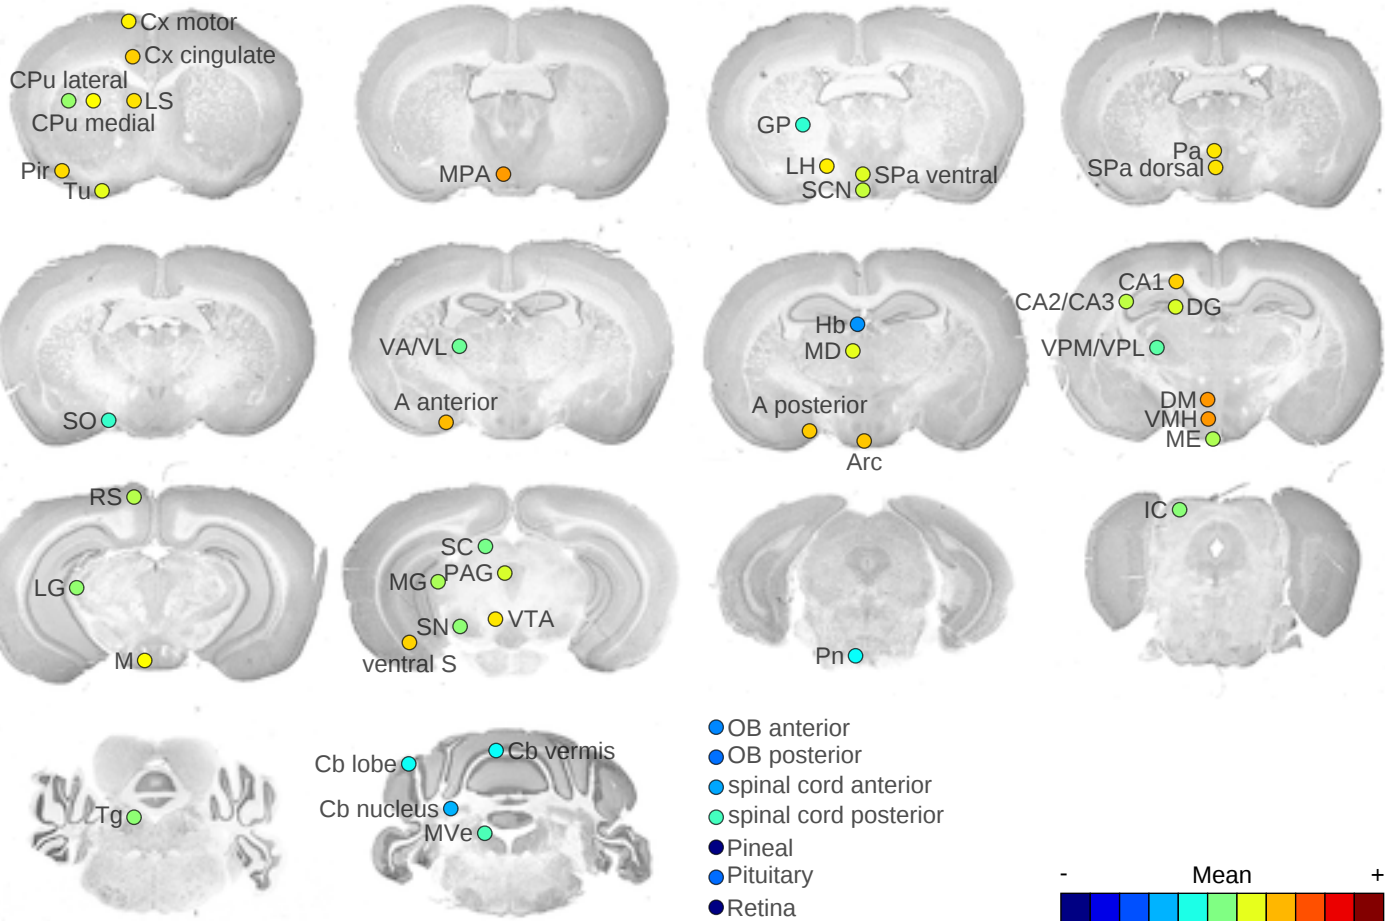 Cx motor
Cx cingulate
CPu lateral
LS
CPu medial
Pir
Tu
MPA
GP
LH
SPa ventral
SCN
Pa
SPa dorsal
SO
VA/VL
A anterior
Hb
MD
A posterior
Arc
CA1
CA2/CA3
DG
VPM/VPL
DM
VMH
ME
RS
LG
M
SC
MG
PAG
SN
VTA
ventral S
Pn
IC
Tg
Cb lobe
Cb vermis
Cb nucleus
MVe
OB anterior
OB posterior
spinal cord anterior
spinal cord posterior
Pineal
Pituitary
Retina
- Mean +